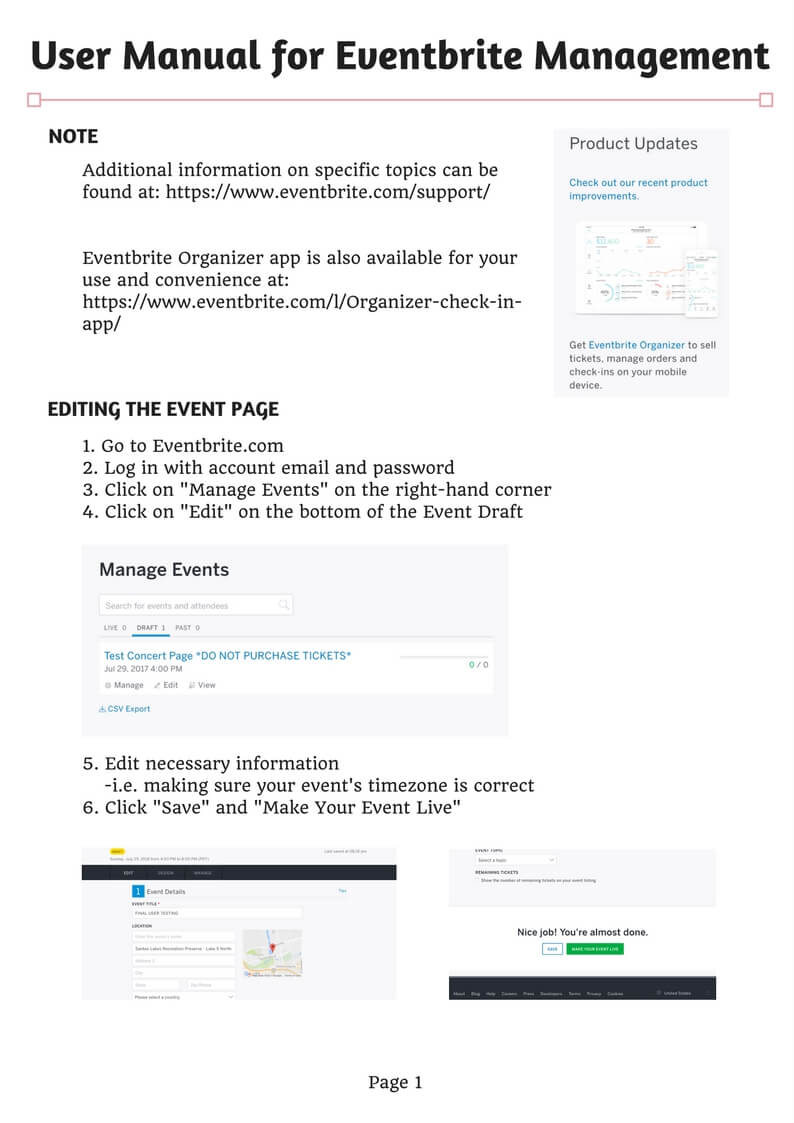 User Manual for Eventbrite Management
NOTE
Additional information on specific topics can be
found at: https://www.eventbrite.com/support/
Eventbrite Organizer app is also available for your
use and convenience at:
https://www.eventbrite.com/l/Organizer-check-in-
app/
Product Updates
Check out our recent product
improvements.
Get Eventbrite Organizer to sell
tickets, manage orders and
check-ins on your mobile
device.
EDITING THE EVENT PAGE
1. Go to Eventbrite.com
2. Log in with account email and password
3. Click on "Manage Events" on the right-hand corner
4. Click on "Edit" on the bottom of the Event Draft
Manage Events
Search for events and attendees
LIVE 0 DRAFT 1 PAST 0
Test Concert Page *DO NOT PURCHASE TICKETS*
Jul 29, 2017 4:00 PM
0 / 0
Manage Edit View
CSV Export
5. Edit necessary information
-i.e. making sure your event's timezone is correct
6. Click "Save" and "Make Your Event Live"
DRAFT
EDIT DESIGN MANAGE
1 Event Details
Tips
EVENT TITLE *
FINAL USER TESTING
LOCATION
Santee Lakes Recreation Preserve - Lake 5 North
Address 2
City
State
Zip/Postal
Please select a country
EVENT TOPIC
Select a topic
REMAINING TICKETS
Show the number of remaining tickets on your event listing
Nice job! You're almost done.
SAVE MAKE YOUR EVENT LIVE
About Blog Help Careers Press Developers Terms Privacy Cookies United States
Page 1